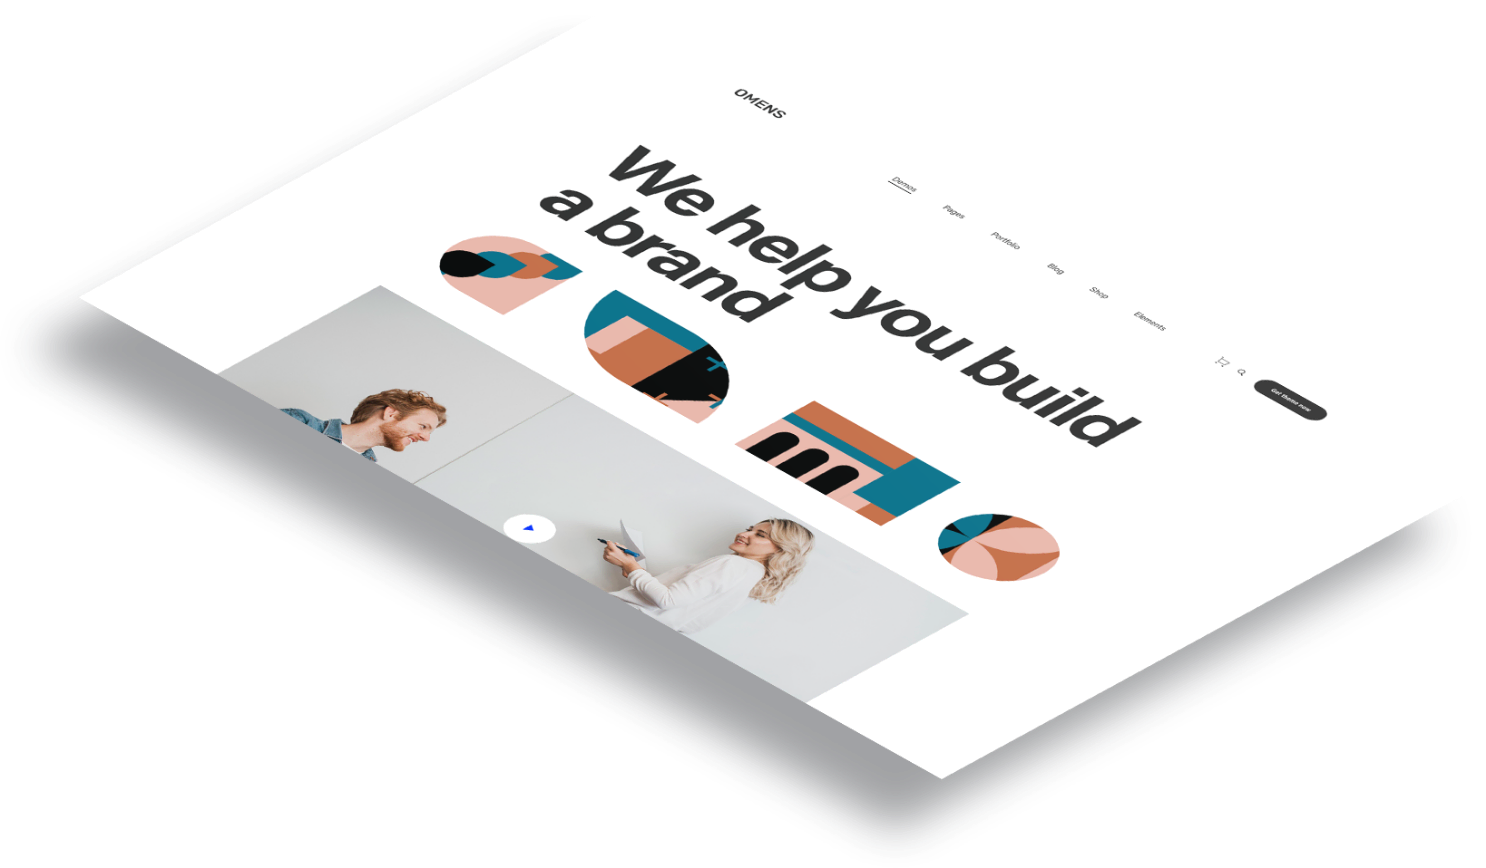 OMENS
Demos
Pages
Portfolio
Blog
Shop
Elements
Get theme now
We help you build
a brand